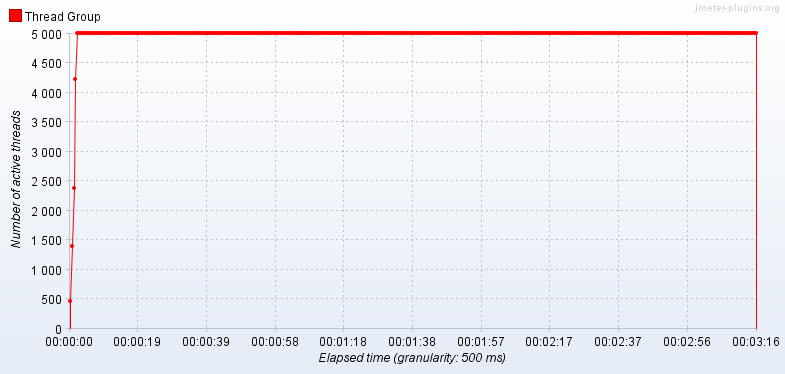 jmeter-plugins.org
Thread Group
5 000
4 500
4 000
3 500
3 000
2 500
2 000
1 500
1 000
500
0
Number of active threads
00:00:00 00:00:19 00:00:39 00:00:58 00:01:18 00:01:38 00:01:57 00:02:17 00:02:37 00:02:56 00:03:16
Elapsed time (granularity: 500 ms)